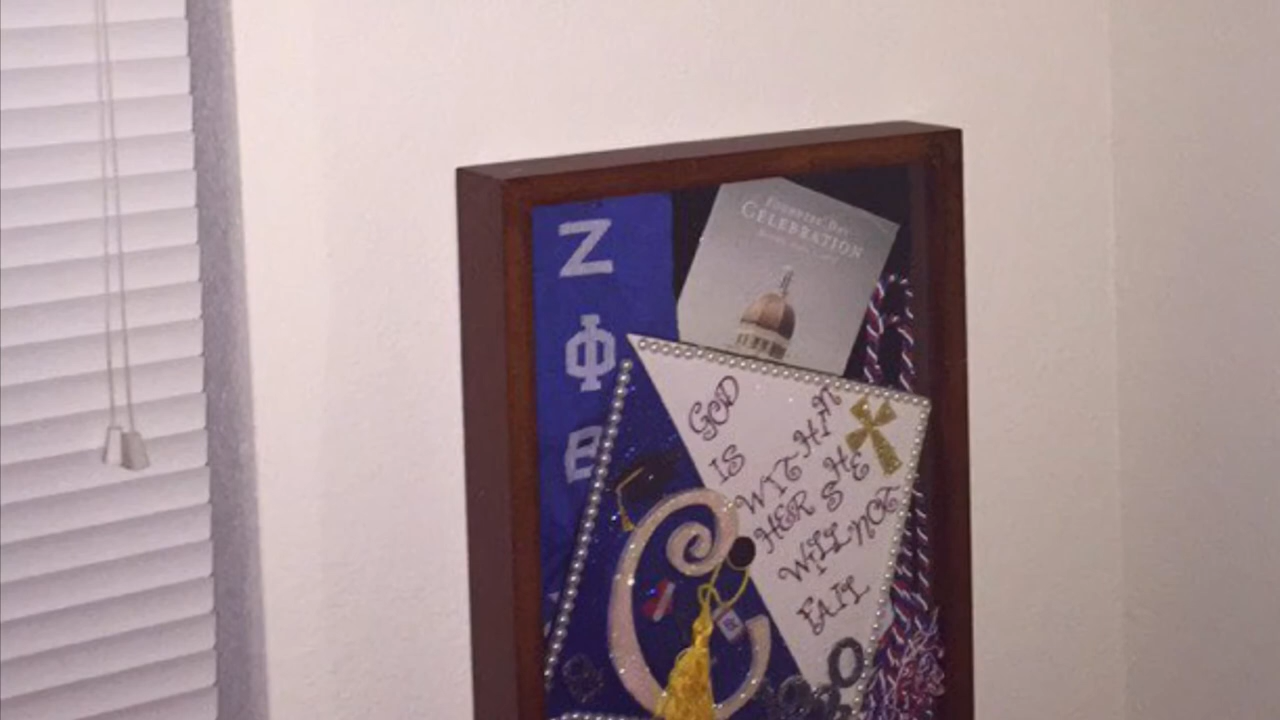 Z
Φ
B
Founders' Day
CELEBRATION
GOD
IS
WITHIN
HER SHE
WILL NOT
FAIL
C